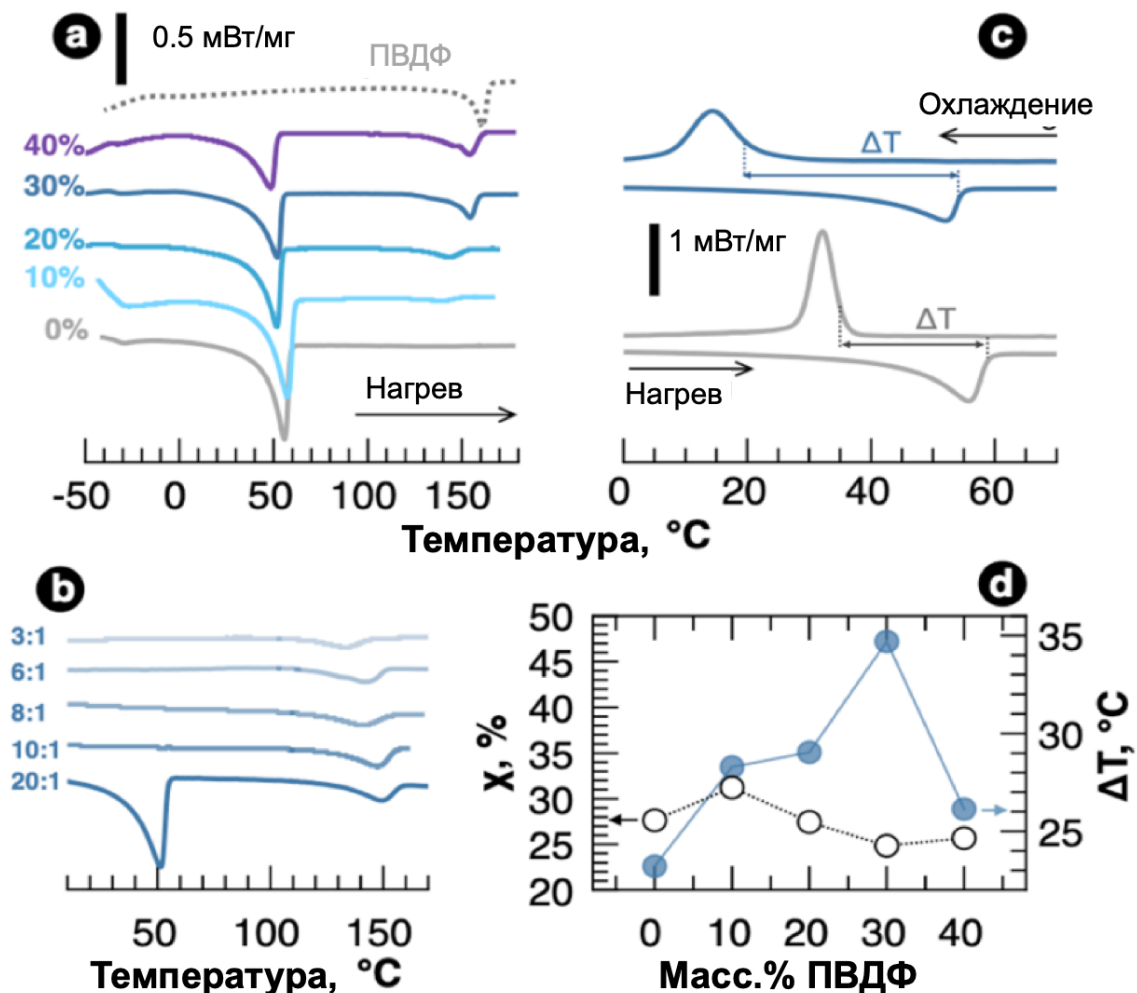 a
0.5 мВт/мг
ПВДФ
40%
30%
20%
10%
0%
Нагрев
-50 0 50 100 150
c
Охлаждение
ΔT
1 мВт/мг
ΔT
Нагрев
0 20 40 60
Температура, °C
b
3:1
6:1
8:1
10:1
20:1
50 100 150
Температура, °C
d
50
45
40
35
30
25
20
χ, %
35
30
25
ΔT, °C
0 10 20 30 40
Масс.% ПВДФ